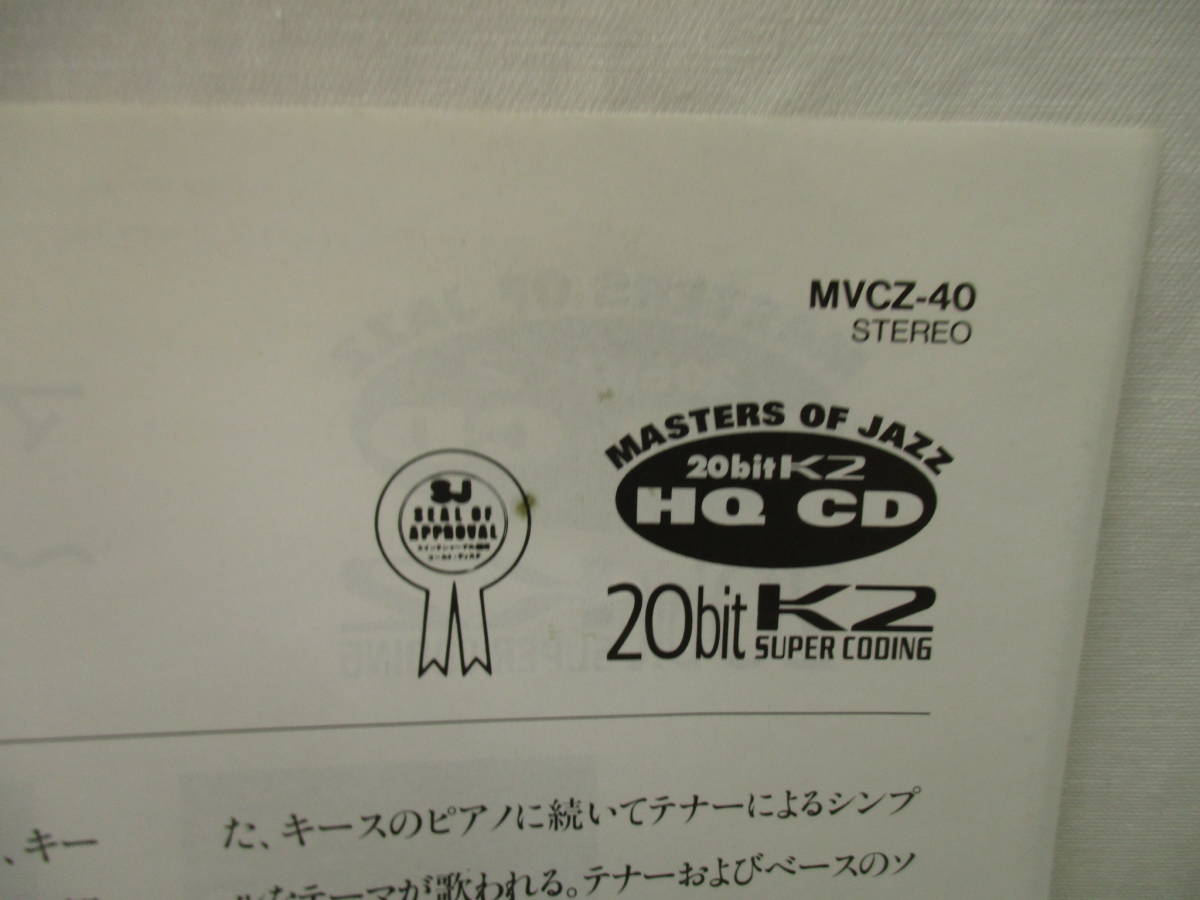 MVCZ-40
STEREO
MASTERS OF JAZZ
20bit K2
HQ CD
20bit K2
SUPER CODING
SJ
SEAL OF
APPROVAL
、キー
た、キースのピアノに続いてテナーによるシンプ
ルなテーマが歌われる。テナーおよびベースのソ